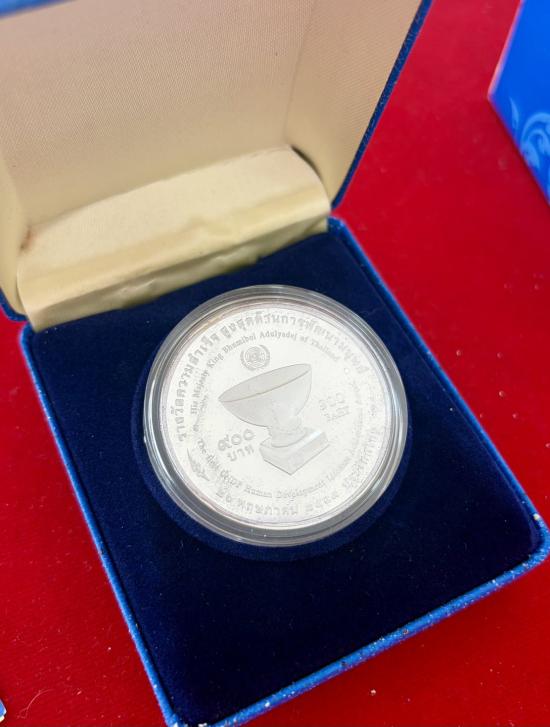 รางวัลความสำเร็จ สูงสุดด้านการพัฒนามนุษย์
His Majesty King Bhumibol Adulyadej of Thailand
๙๐๐
บาท
900
BAHT
The first UNDP Human Development Lifetime
๒๖ พฤษภาคม ๒๕๔๙